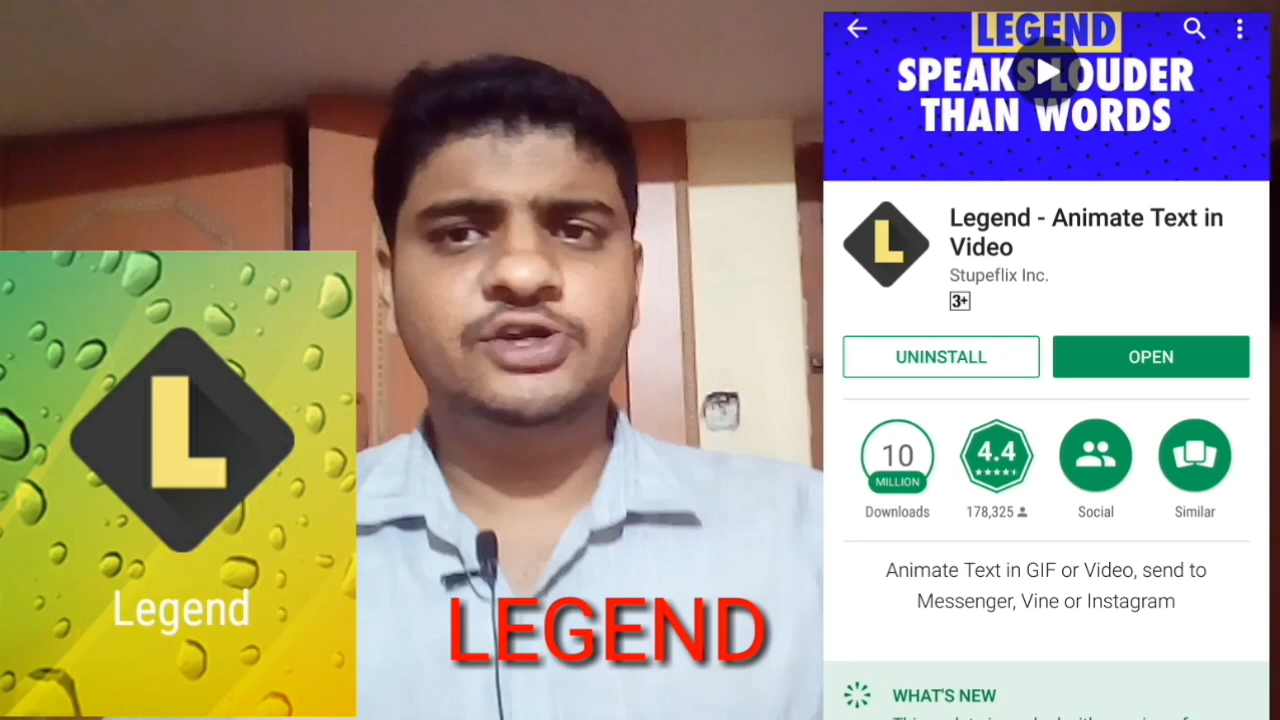 L
Legend
LEGEND
LEGEND
SPEAKS LOUDER
THAN WORDS
L
Legend - Animate Text in
Video
Stupeflix Inc.
3+
UNINSTALL
OPEN
10
MILLION
Downloads
4.4
178,325
Social
Similar
Animate Text in GIF or Video, send to
Messenger, Vine or Instagram
WHAT'S NEW